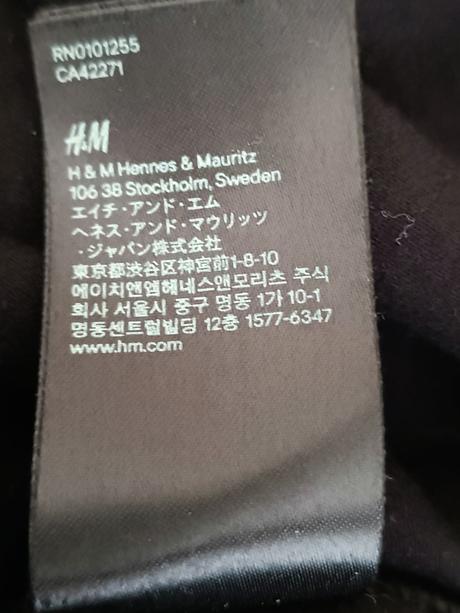 RN0101255
CA42271
H&M
H & M Hennes & Mauritz
106 38 Stockholm, Sweden
エイチ・アンド・エム
ヘネス・アンド・マウリッツ
・ジャパン株式会社
東京都渋谷区神宮前1-8-10
에이치앤엠헤네스앤모리츠 주식
회사 서울시 중구 명동 1가 10-1
명동센트럴빌딩 12층 1577-6347
www.hm.com